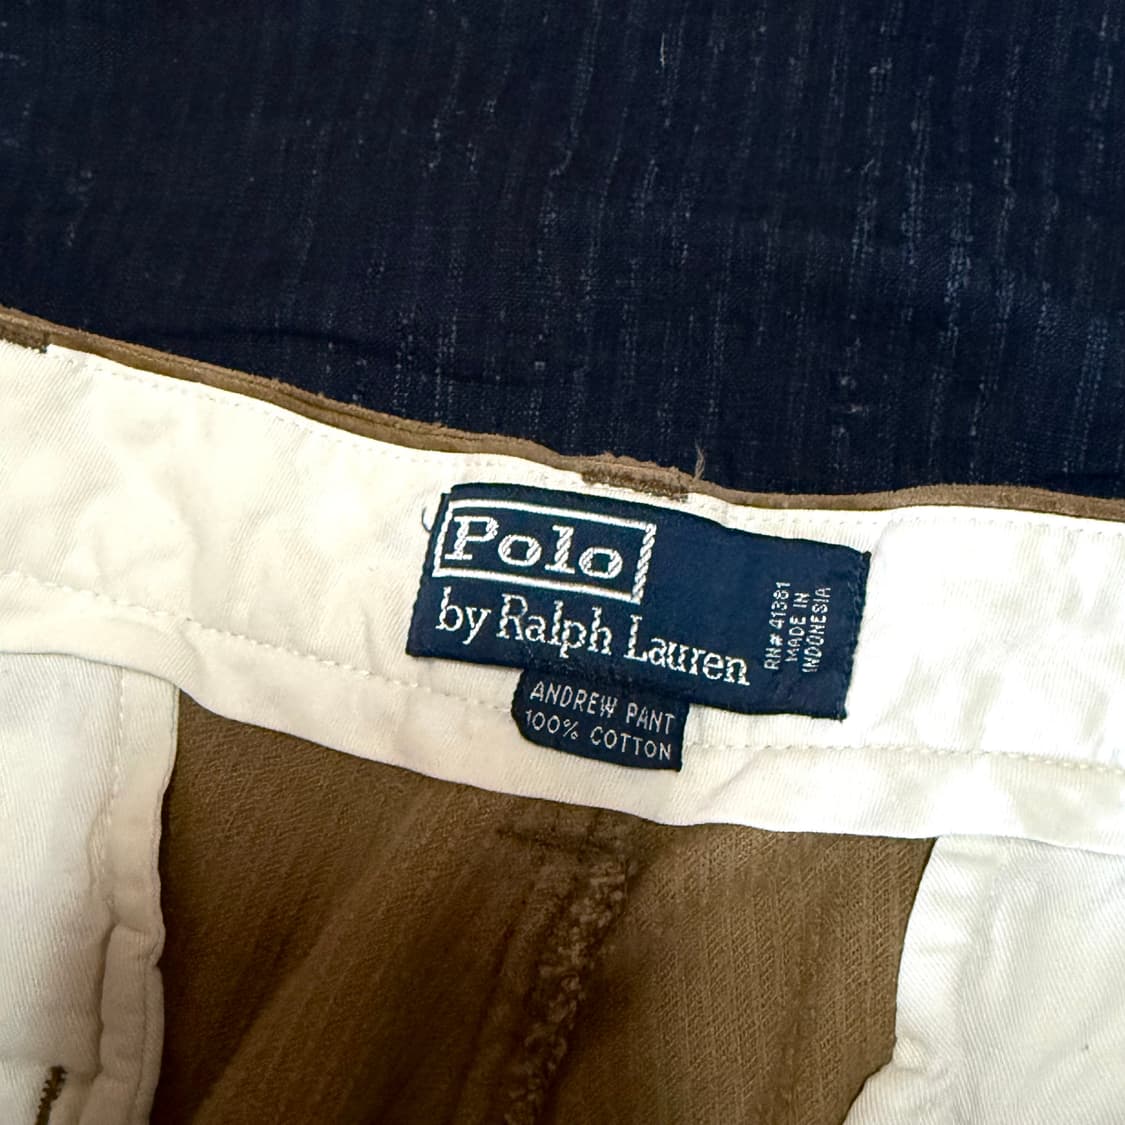 Polo
by Ralph Lauren
RN# 41381
MADE IN
INDONESIA
ANDREW PANT
100% COTTON